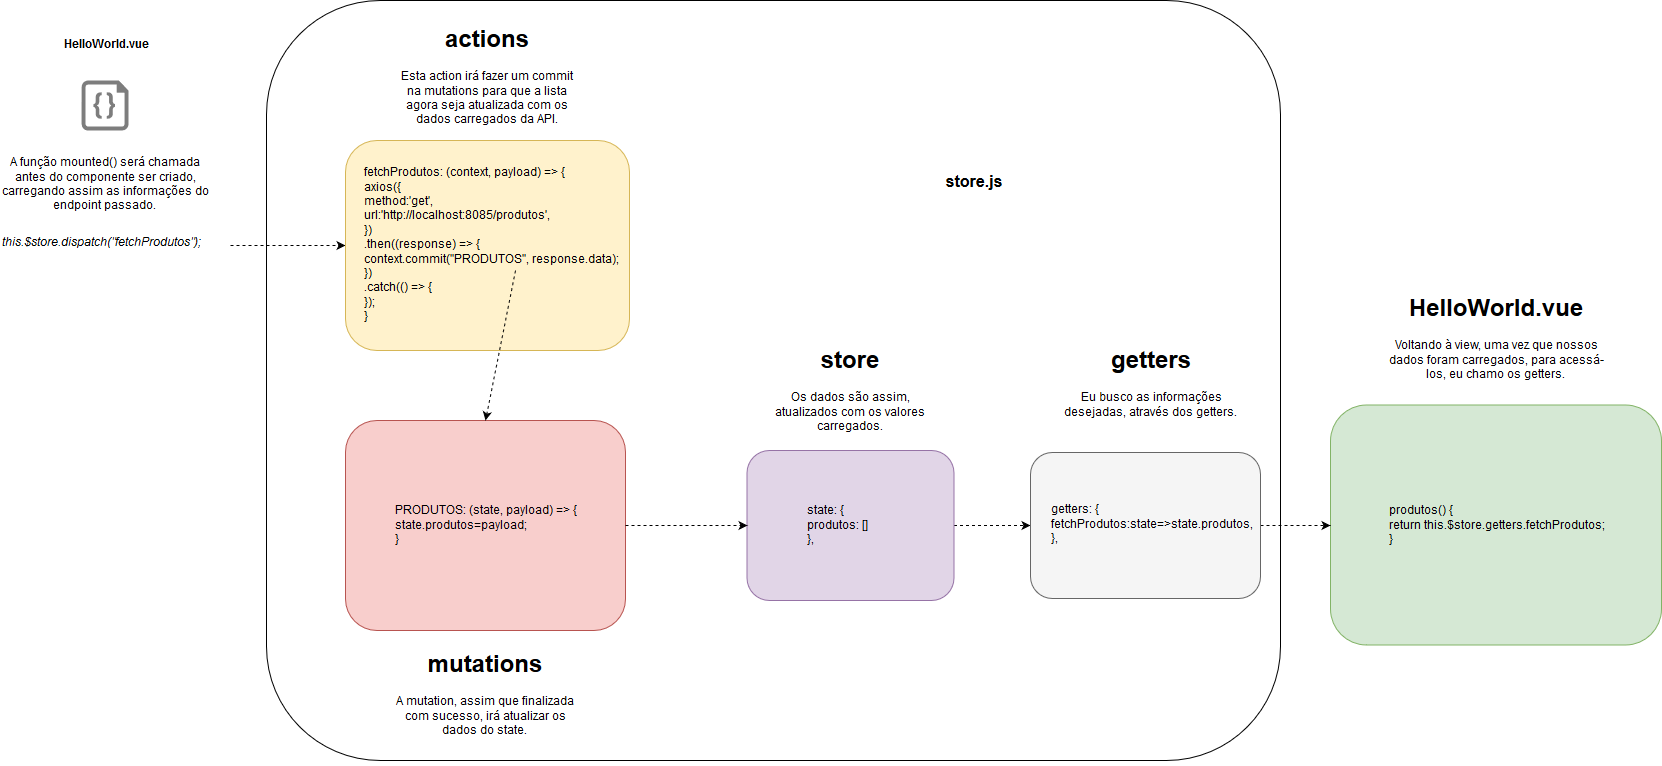 HelloWorld.vue
{ }
A função mounted() será chamada
antes do componente ser criado,
carregando assim as informações do
endpoint passado.
this.$store.dispatch("fetchProdutos");
actions
Esta action irá fazer um commit
na mutations para que a lista
agora seja atualizada com os
dados carregados da API.
fetchProdutos: (context, payload) => {
axios({
method:'get',
url:'http://localhost:8085/produtos',
})
.then((response) => {
context.commit("PRODUTOS", response.data);
})
.catch(() => {
});
}
store.js
PRODUTOS: (state, payload) => {
state.produtos=payload;
}
mutations
A mutation, assim que finalizada
com sucesso, irá atualizar os
dados do state.
store
Os dados são assim,
atualizados com os valores
carregados.
state: {
produtos: []
},
getters
Eu busco as informações
desejadas, através dos getters.
getters: {
fetchProdutos:state=>state.produtos,
},
HelloWorld.vue
Voltando à view, uma vez que nossos
dados foram carregados, para acessá-
los, eu chamo os getters.
produtos() {
return this.$store.getters.fetchProdutos;
}